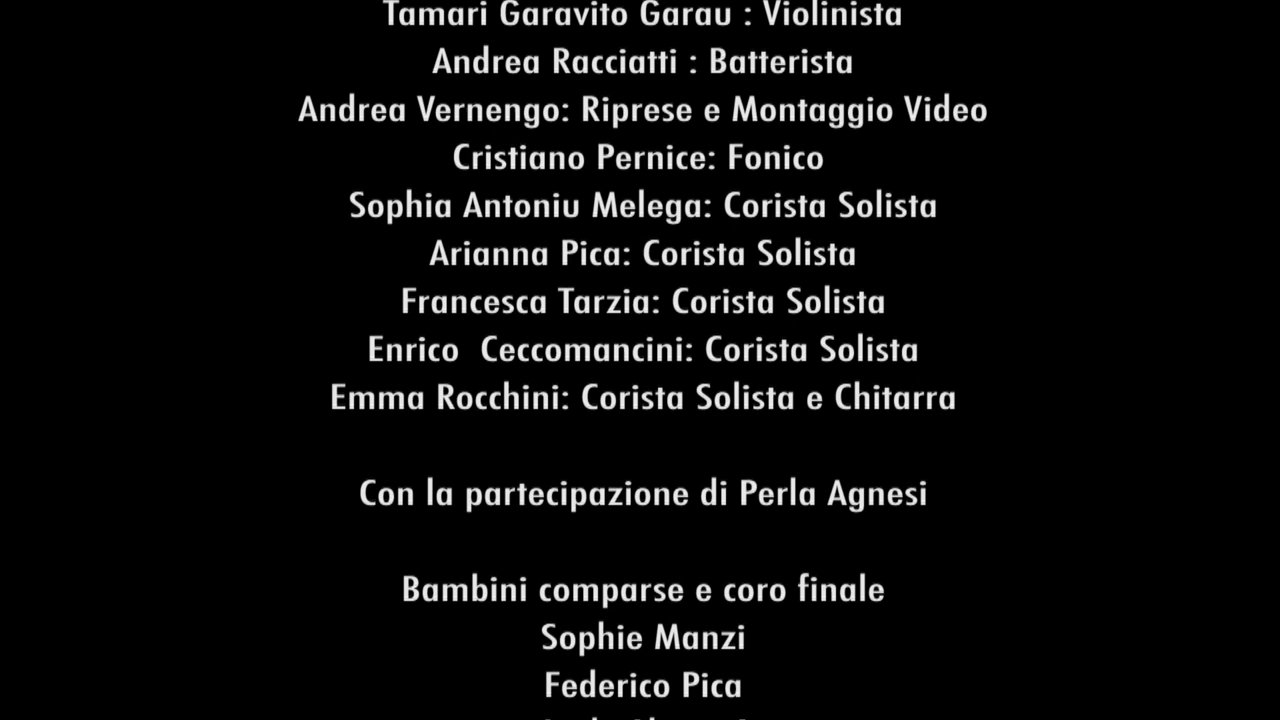 Tamari Garavito Garau : Violinista
Andrea Racciatti : Batterista
Andrea Vernengo: Riprese e Montaggio Video
Cristiano Pernice: Fonico
Sophia Antoniu Melega: Corista Solista
Arianna Pica: Corista Solista
Francesca Tarzia: Corista Solista
Enrico  Ceccomancini: Corista Solista
Emma Rocchini: Corista Solista e Chitarra
Con la partecipazione di Perla Agnesi
Bambini comparse e coro finale
Sophie Manzi
Federico Pica